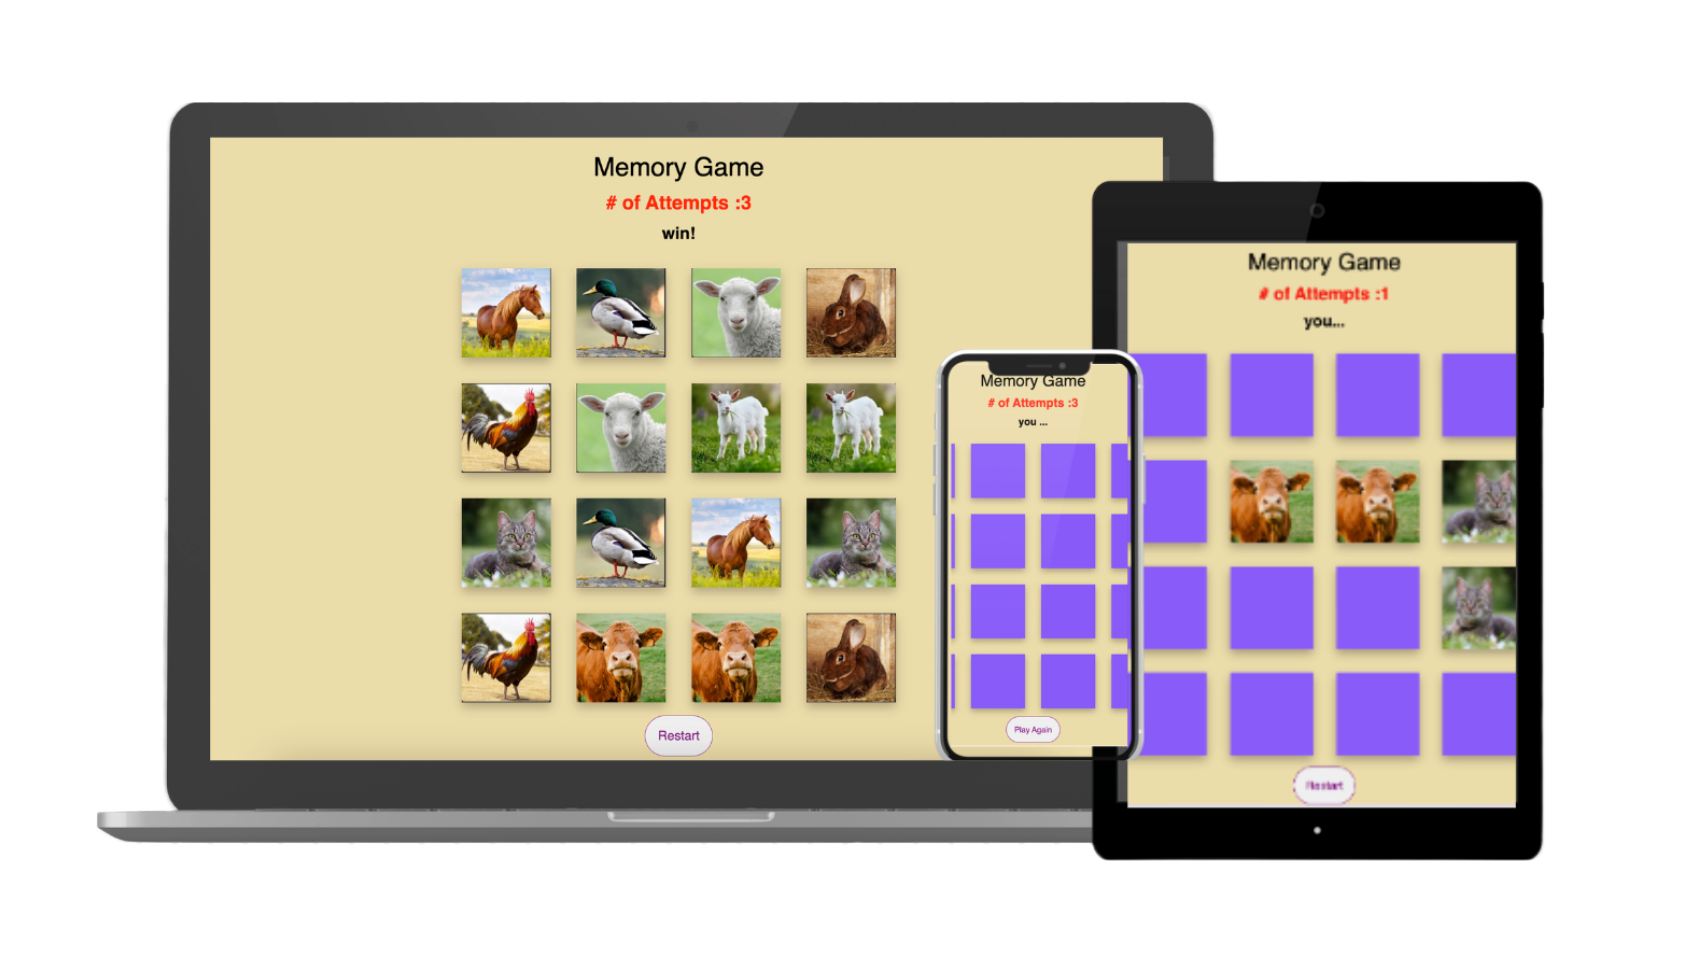 Memory Game
# of Attempts :3
win!
Restart
Memory Game
# of Attempts :3
you ...
Play Again
Memory Game
# of Attempts :1
you...
Restart